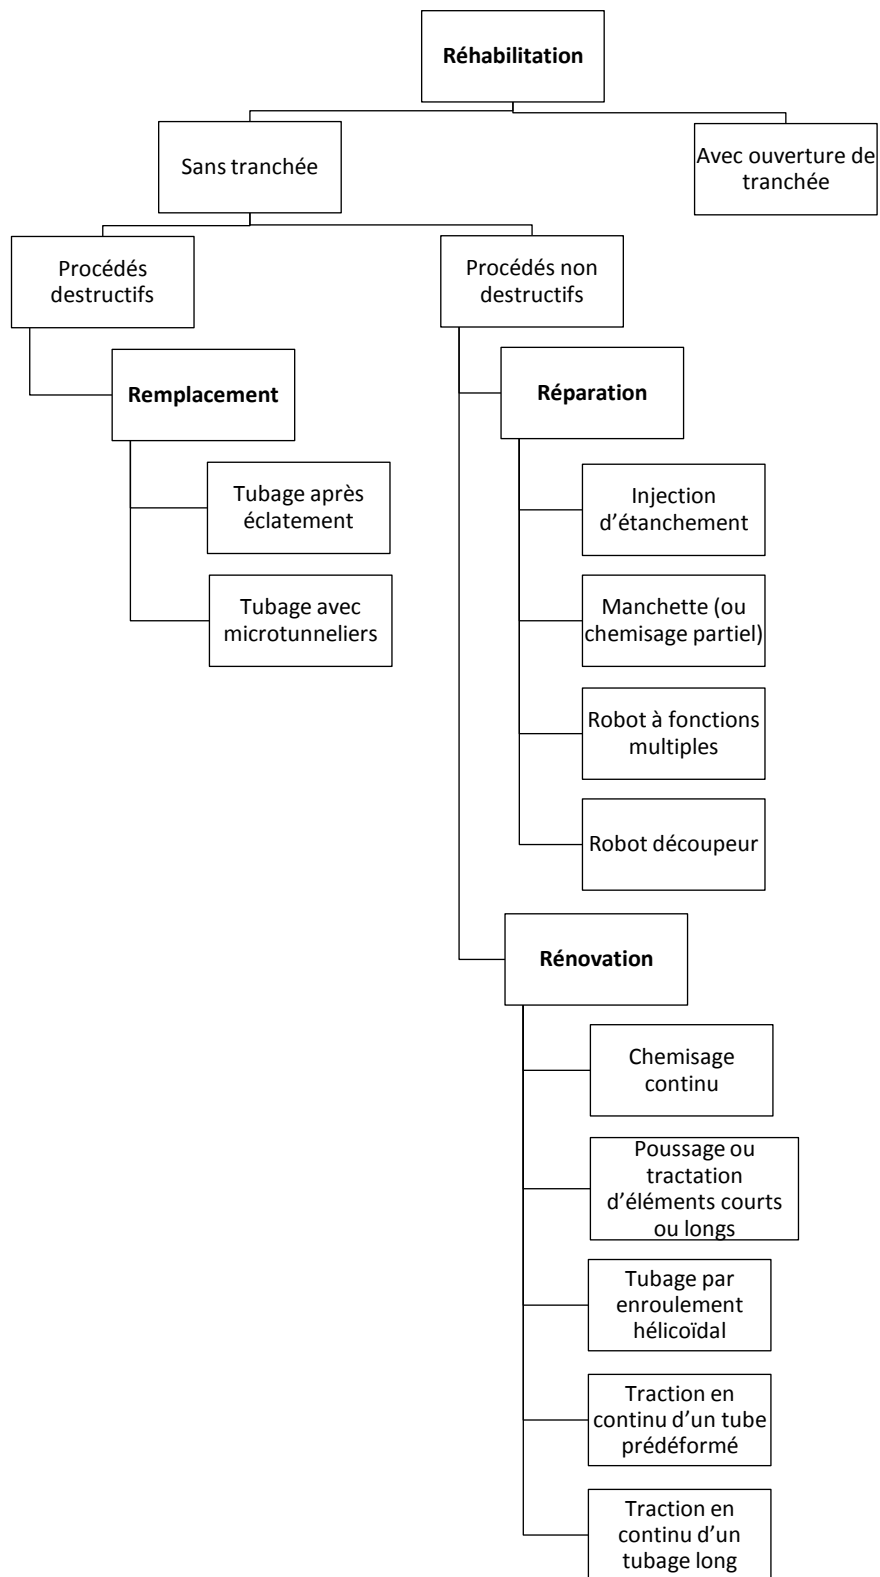 Réhabilitation
Sans tranchée
Avec ouverture de
tranchée
Procédés
destructifs
Procédés non
destructifs
Remplacement
Réparation
Tubage après
éclatement
Injection
d’étanchement
Tubage avec
microtunneliers
Manchette (ou
chemisage partiel)
Robot à fonctions
multiples
Robot découpeur
Rénovation
Chemisage
continu
Poussage ou
tractation
d’éléments courts
ou longs
Tubage par
enroulement
hélicoïdal
Traction en
continu d’un tube
prédéformé
Traction en
continu d’un
tubage long